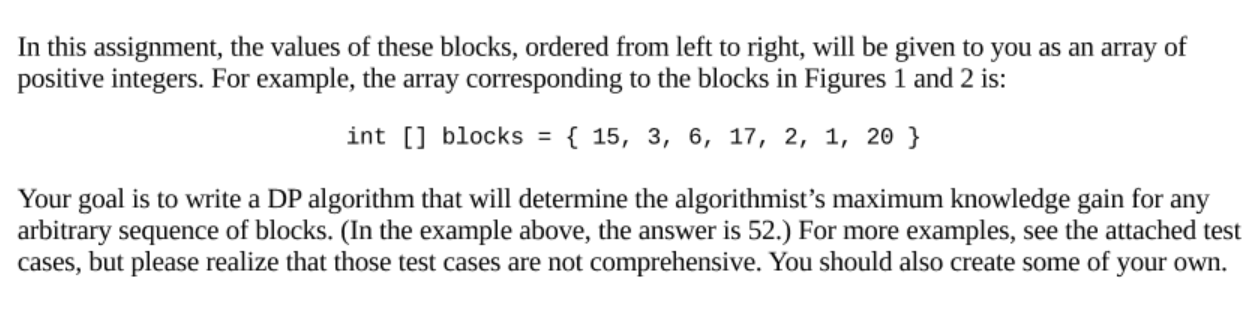 In this assignment, the values of these blocks, ordered from left to right, will be given to you as an array of
positive integers. For example, the array corresponding to the blocks in Figures 1 and 2 is:
int [] blocks = { 15, 3, 6, 17, 2, 1, 20 }
Your goal is to write a DP algorithm that will determine the algorithmist's maximum knowledge gain for any
arbitrary sequence of blocks. (In the example above, the answer is 52.) For more examples, see the attached test
cases, but please realize that those test cases are not comprehensive. You should also create some of your own.